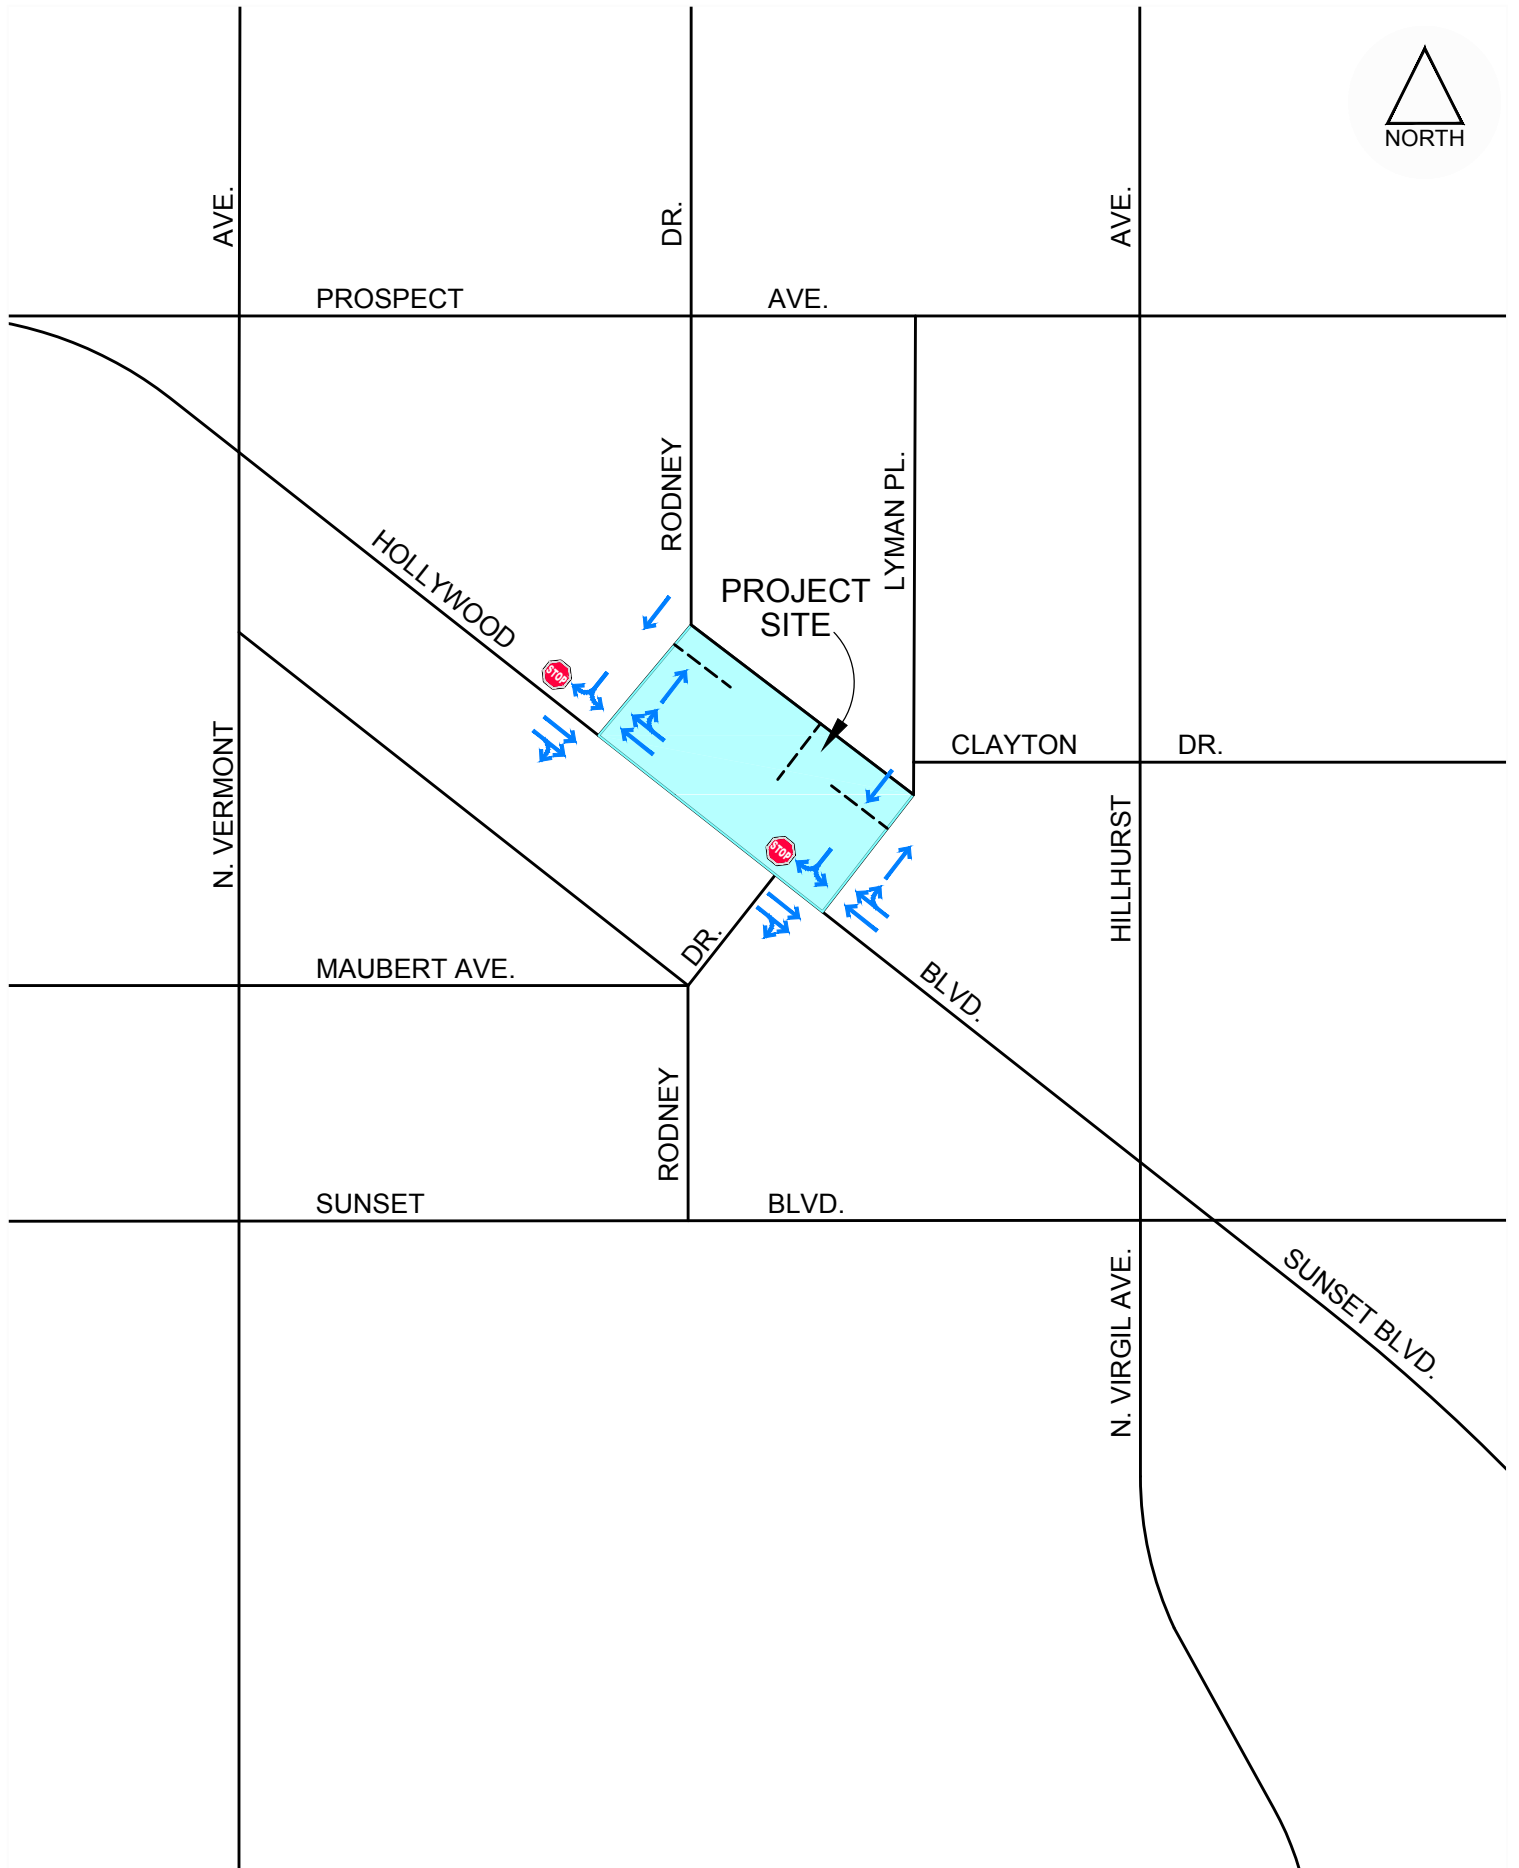 NORTH
AVE.
DR.
AVE.
PROSPECT
AVE.
RODNEY
LYMAN PL.
HOLLYWOOD
PROJECT
SITE
STOP
N. VERMONT
CLAYTON
DR.
HILLHURST
STOP
DR.
MAUBERT AVE.
BLVD.
RODNEY
SUNSET
BLVD.
N. VIRGIL AVE.
SUNSET BLVD.